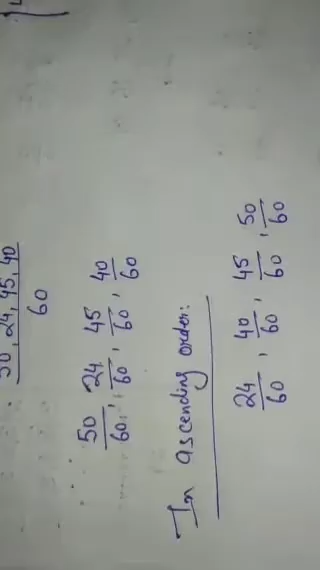 50, 24, 45, 40
60
50/60, 24/60, 45/60, 40/60
In ascending order:
24/60, 40/60, 45/60, 50/60